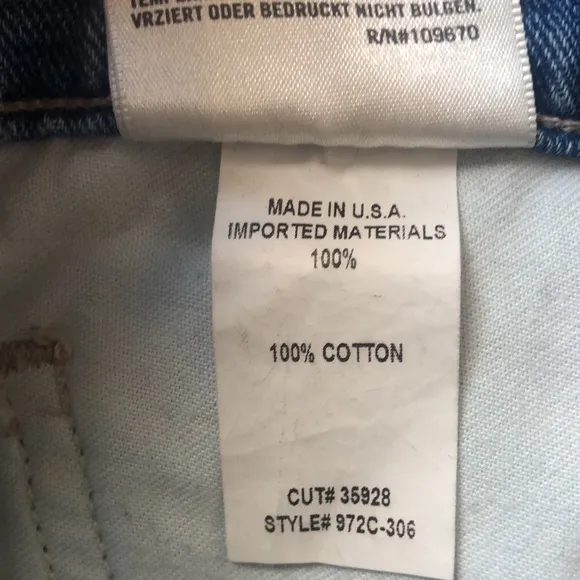 VRZIERT ODER BEDRUCKT NICHT BULGEN.
R/N#109670
MADE IN U.S.A.
IMPORTED MATERIALS
100%
100% COTTON
CUT# 35928
STYLE# 972C-306